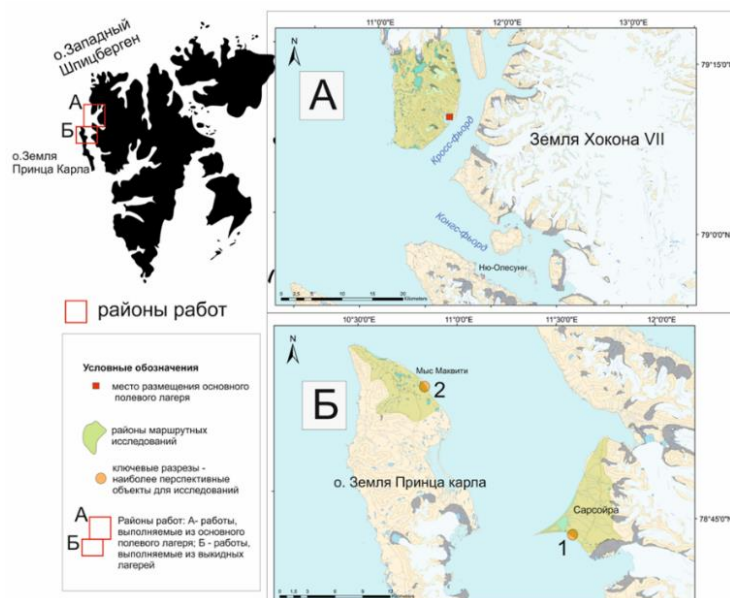 о.Западный
Шпицберген
А
Б
о.Земля
Принца Карла
районы работ
Условные обозначения
место размещения основного
полевого лагеря
районы маршрутных
исследований
ключевые разрезы -
наиболее перспективные
объекты для исследований
А
Б
Районы работ: А- работы,
выполняемые из основного
полевого лагеря; Б - работы,
выполняемые из выкидных
лагерей
11°0'0"E 12°0'0"E 13°0'0"E
N
А
79°15'0"
Земля Хокона VII
Кросс-фьорд
Конгс-фьорд
79°0'0"N
Ню-Олесунн
Kilometers
10°30'0"E 11°0'0"E 11°30'0"E 12°0'0"E
N
Б
Мыс Маквити
2
о. Земля Принца карла
Сарсойра
78°45'0"
1
Kilometers